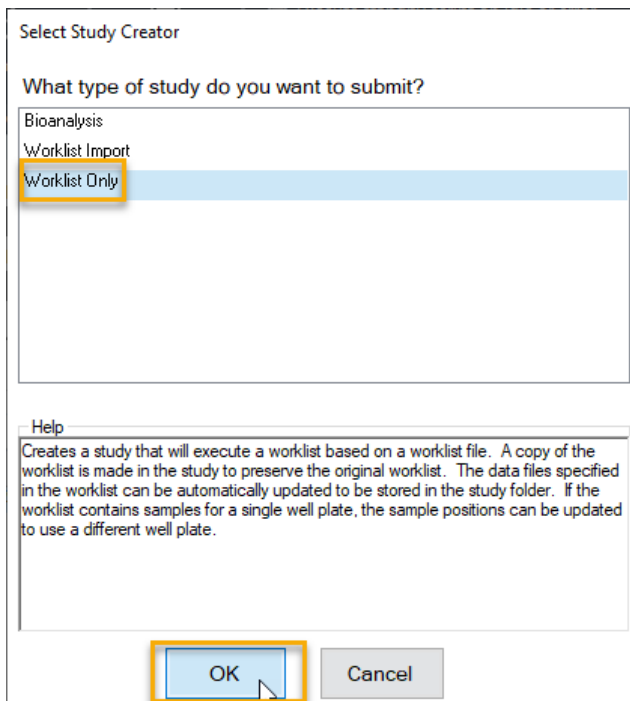 Select Study Creator
What type of study do you want to submit?
Bioanalysis
Worklist Import
Worklist Only
Help
Creates a study that will execute a worklist based on a worklist file.  A copy of the
worklist is made in the study to preserve the original worklist.  The data files specified
in the worklist can be automatically updated to be stored in the study folder.  If the
worklist contains samples for a single well plate, the sample positions can be updated
to use a different well plate.
OK
Cancel